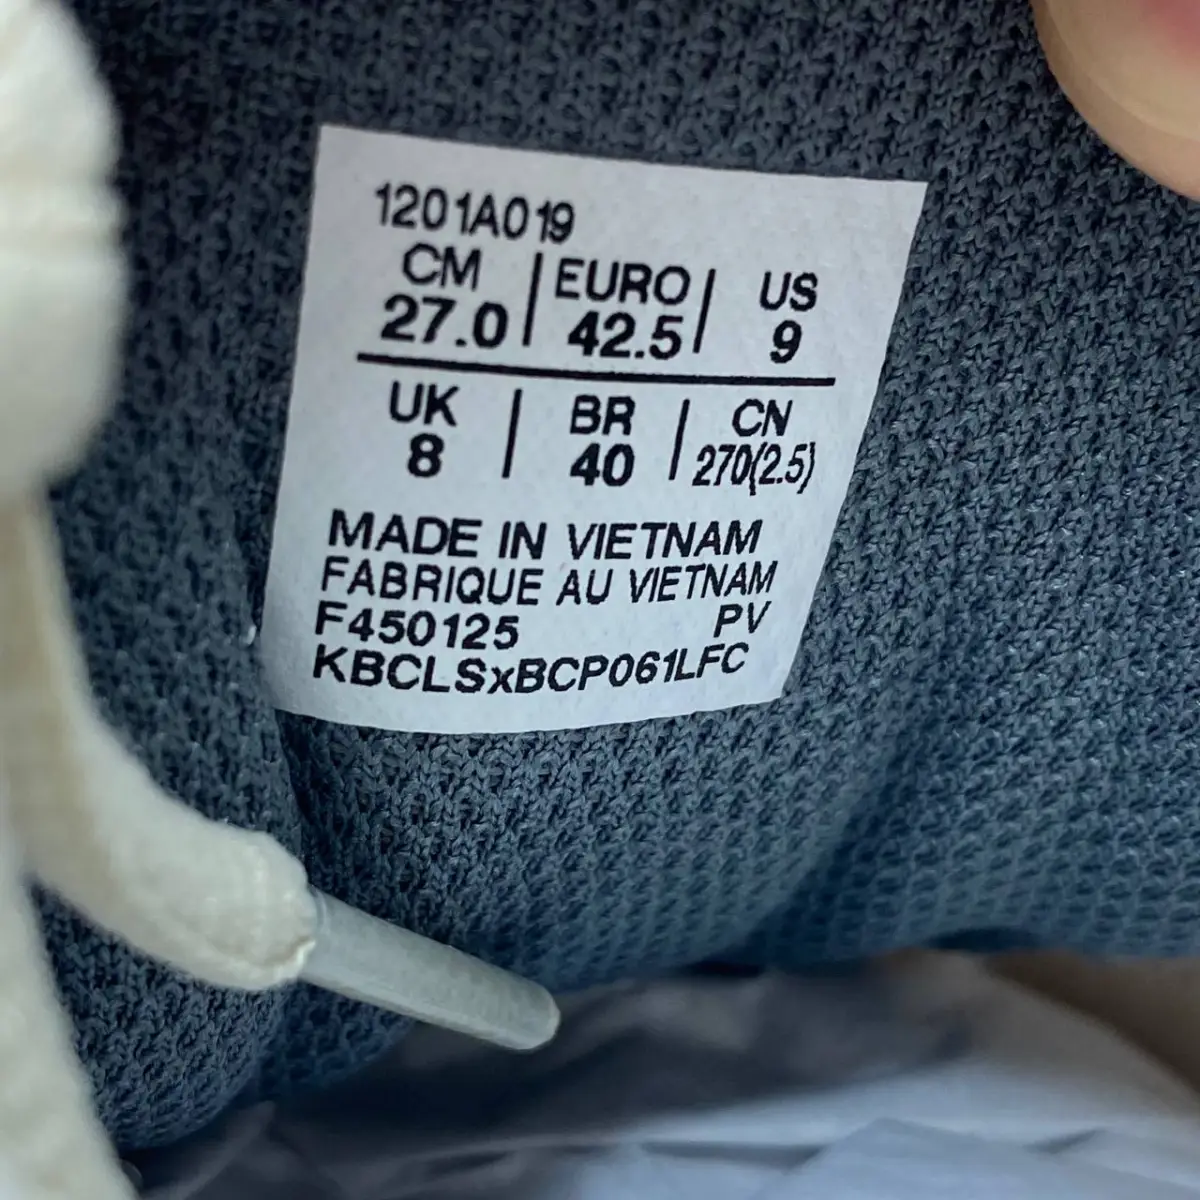 1201A019
CM | EURO | US
27.0 | 42.5 | 9
UK | BR | CN
8 | 40 | 270(2.5)
MADE IN VIETNAM
FABRIQUE AU VIETNAM
F450125 PV
KBCLSxBCP061LFC